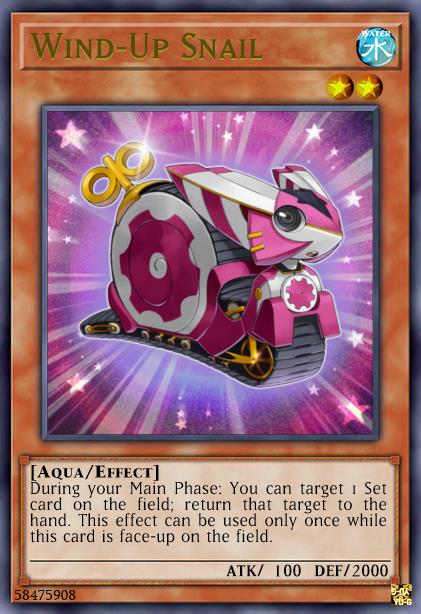 Wind-Up Snail
WATER
水
[Aqua/Effect]
During your Main Phase: You can target 1 Set
card on the field; return that target to the
hand. This effect can be used only once while
this card is face-up on the field.
ATK/ 100 DEF/2000
58475908